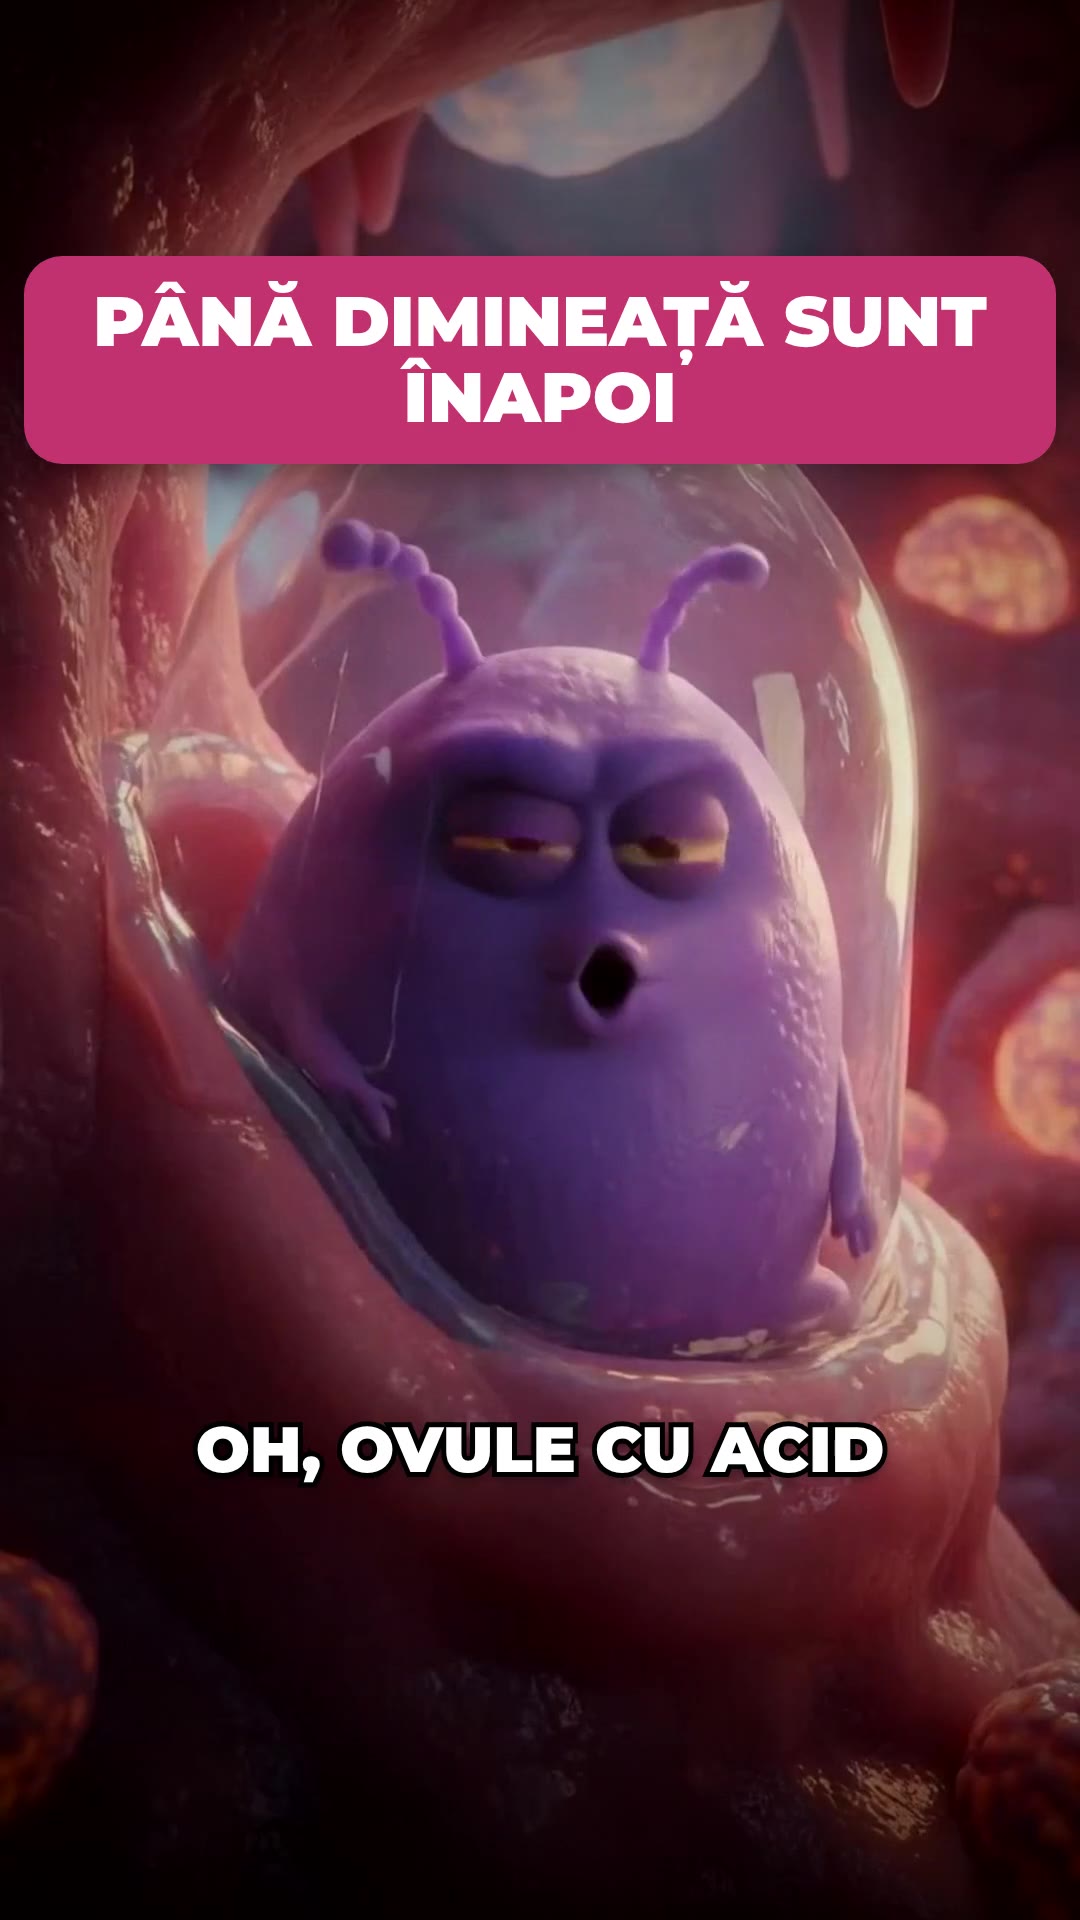 PÂNĂ DIMINEAȚĂ SUNT
ÎNAPOI
OH, OVULE CU ACID